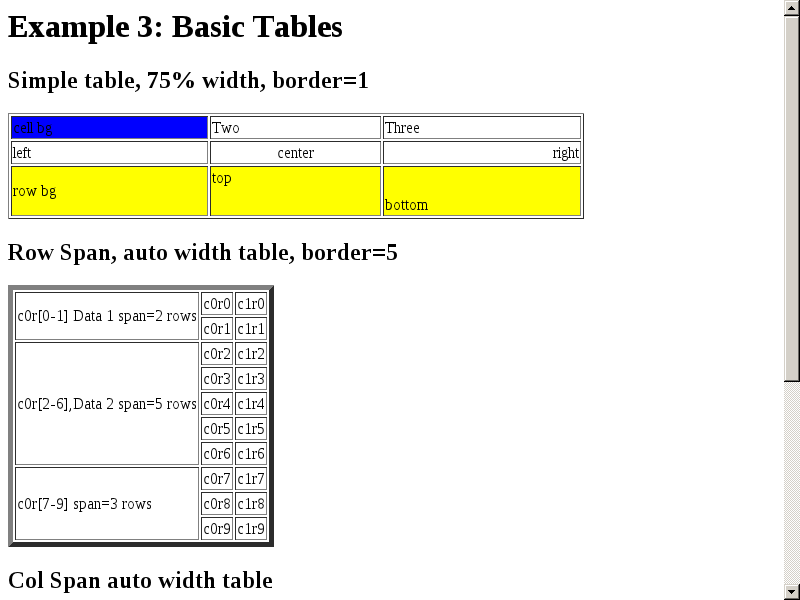 Example 3: Basic Tables
Simple table, 75% width, border=1
cell bg Two Three
left center right
row bg top bottom
Row Span, auto width table, border=5
c0r[0-1] Data 1 span=2 rows c0r0 c1r0
c0r1 c1r1
c0r[2-6],Data 2 span=5 rows c0r2 c1r2
c0r3 c1r3
c0r4 c1r4
c0r5 c1r5
c0r6 c1r6
c0r[7-9] span=3 rows c0r7 c1r7
c0r8 c1r8
c0r9 c1r9
Col Span auto width table